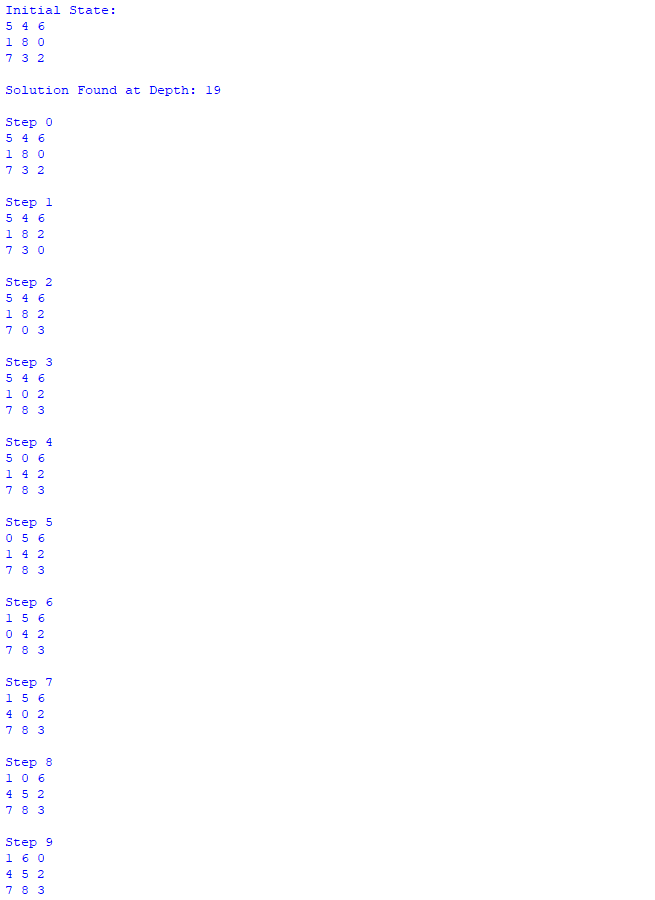 Initial State:
5 4 6
1 8 0
7 3 2
Solution Found at Depth: 19
Step 0
5 4 6
1 8 0
7 3 2
Step 1
5 4 6
1 8 2
7 3 0
Step 2
5 4 6
1 8 2
7 0 3
Step 3
5 4 6
1 0 2
7 8 3
Step 4
5 0 6
1 4 2
7 8 3
Step 5
0 5 6
1 4 2
7 8 3
Step 6
1 5 6
0 4 2
7 8 3
Step 7
1 5 6
4 0 2
7 8 3
Step 8
1 0 6
4 5 2
7 8 3
Step 9
1 6 0
4 5 2
7 8 3